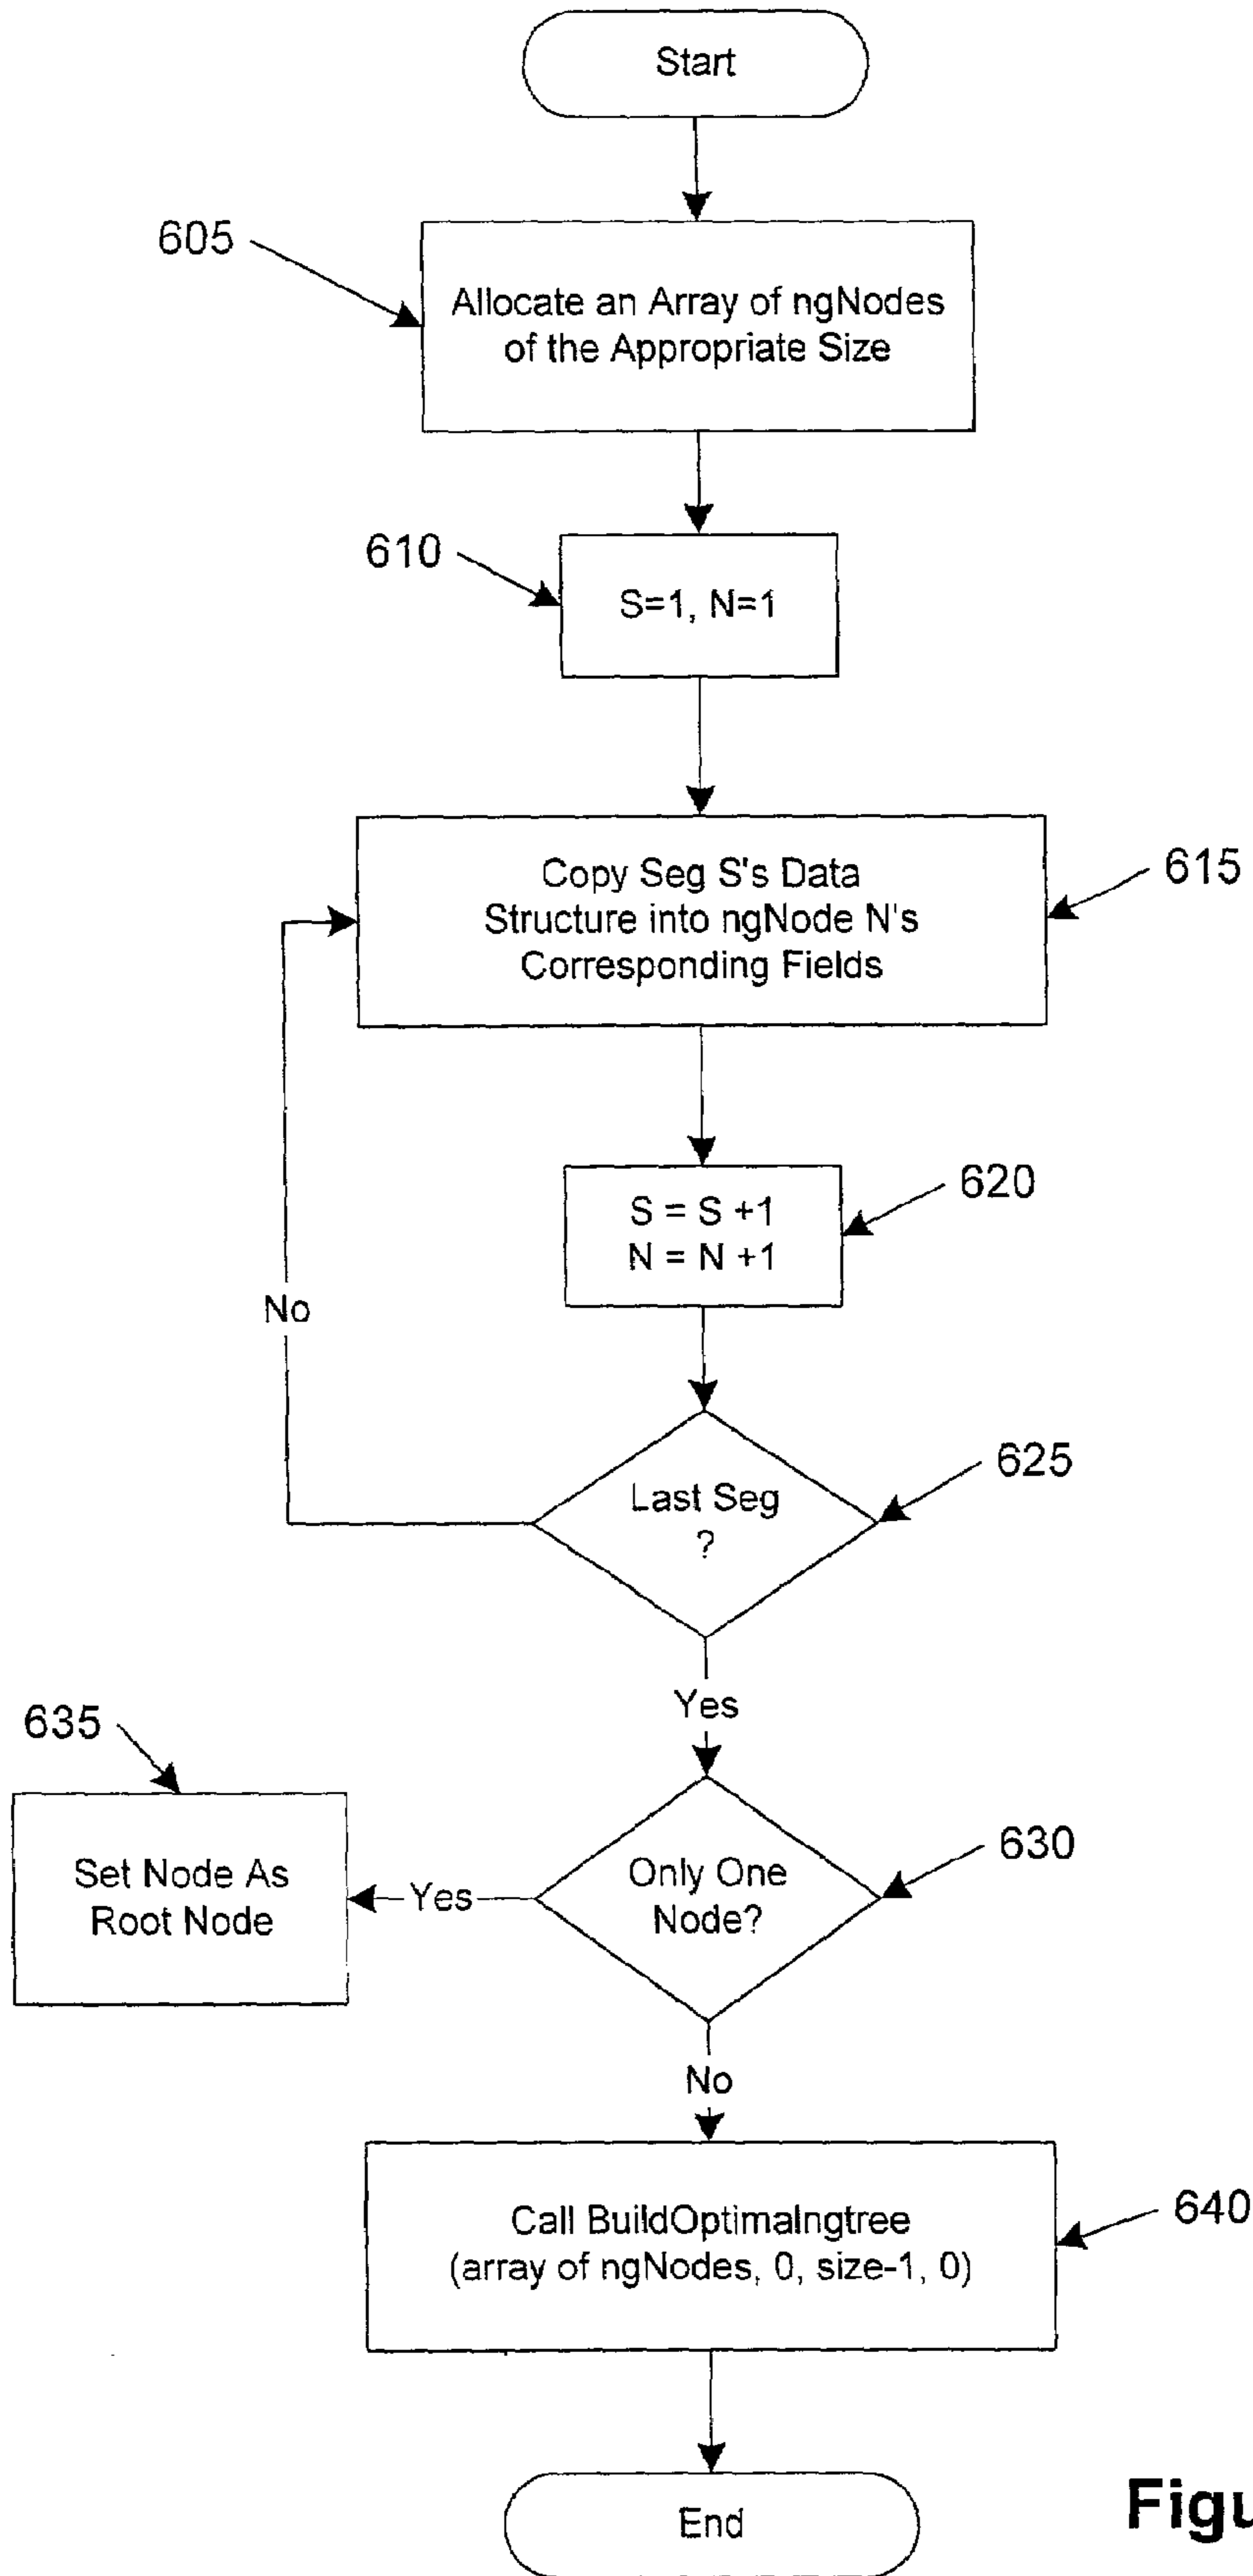 Start
605
Allocate an Array of ngNodes
of the Appropriate Size
610
S=1, N=1
Copy Seg S's Data
Structure into ngNode N's
Corresponding Fields
615
S = S +1
N = N +1
620
No
Last Seg
?
625
Yes
635
Set Node As
Root Node
Yes
Only One
Node?
630
No
Call BuildOptimalngtree
(array of ngNodes, 0, size-1, 0)
640
End
Figu